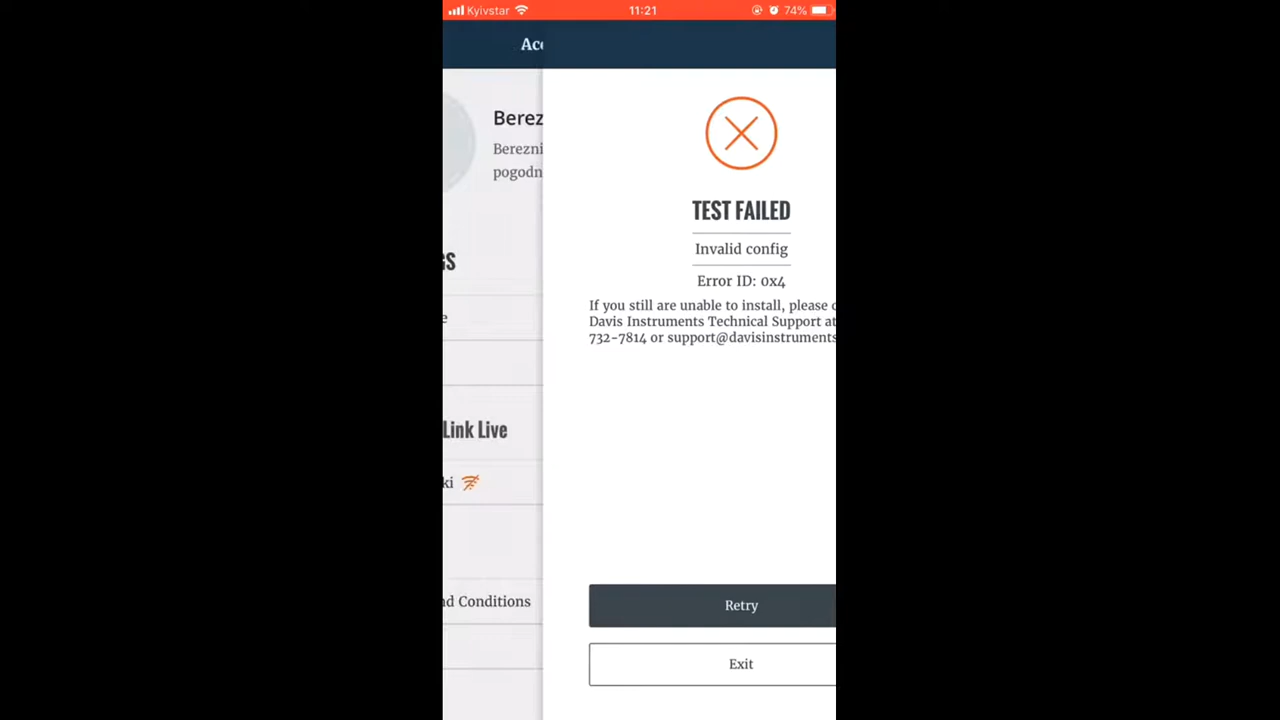 Kyivstar
11:21
74%
Acc
Berez
Berezni
pogodn
GS
e
Link Live
ki
nd Conditions
TEST FAILED
Invalid config
Error ID: 0x4
If you still are unable to install, please
Davis Instruments Technical Support at
732-7814 or support@davisinstruments
Retry
Exit